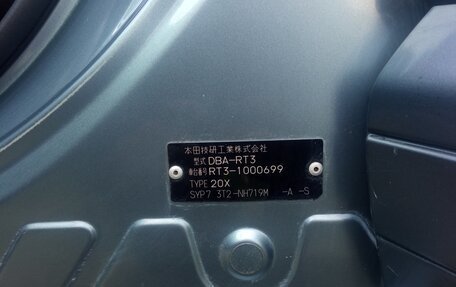 本田技研工業株式会社
型式 DBA-RT3
車台番号 RT3-1000699
TYPE 20X
SYP7 3T2-NH719M -A -S